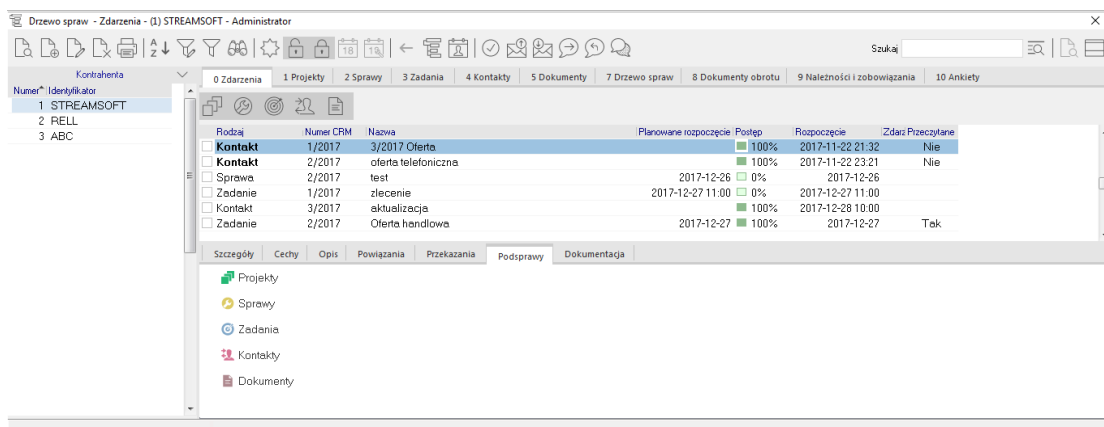 Drzewo spraw - Zdarzenia - (1) STREAMSOFT - Administrator
Szukaj
Kontrahenta
Numer Identyfikator
1 STREAMSOFT
2 RELL
3 ABC
0 Zdarzenia 1 Projekty 2 Sprawy 3 Zadania 4 Kontakty 5 Dokumenty 7 Drzewo spraw 8 Dokumenty obrotu 9 Należności i zobowiązania 10 Ankiety
Rodzaj Numer CRM Nazwa Planowane rozpoczęcie Postęp Rozpoczęcie Zdarz Przeczytane
Kontakt 1/2017 3/2017 Oferta 100% 2017-11-22 21:32 Nie
Kontakt 2/2017 oferta telefoniczna 100% 2017-11-22 23:21 Nie
Sprawa 2/2017 test 2017-12-26 0% 2017-12-26
Zadanie 1/2017 zlecenie 2017-12-27 11:00 0% 2017-12-27 11:00
Kontakt 3/2017 aktualizacja 100% 2017-12-28 10:00
Zadanie 2/2017 Oferta handlowa 2017-12-27 100% 2017-12-27 Tak
Szczegóły Cechy Opis Powiązania Przekazania Podsprawy Dokumentacja
Projekty
Sprawy
Zadania
Kontakty
Dokumenty